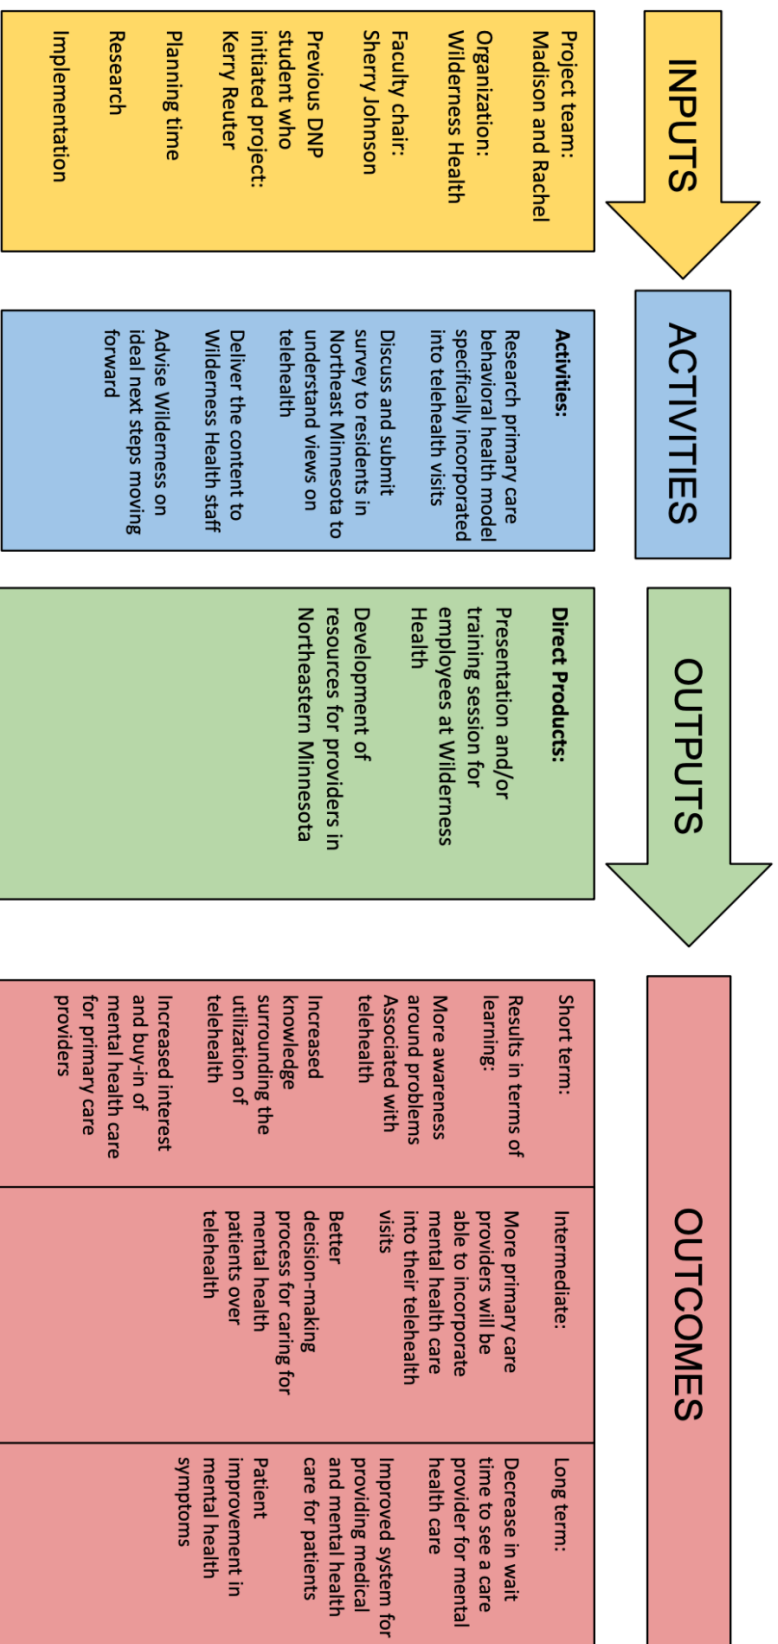 INPUTS
Project team:
Madison and Rachel
Organization:
Wilderness Health
Faculty chair:
Sherry Johnson
Previous DNP
student who
initiated project:
Kerry Reuter
Planning time
Research
Implementation
ACTIVITIES
Activities:
Research primary care
behavioral health model
specifically incorporated
into telehealth visits
Discuss and submit
survey to residents in
Northeast Minnesota to
understand views on
telehealth
Deliver the content to
Wilderness Health staff
Advise Wilderness on
ideal next steps moving
forward
OUTPUTS
Direct Products:
Presentation and/or
training session for
employees at Wilderness
Health
Development of
resources for providers in
Northeastern Minnesota
OUTCOMES
Short term:
Results in terms of
learning:
More awareness
around problems
Associated with
telehealth
Increased
knowledge
surrounding the
utilization of
telehealth
Increased interest
and buy-in of
mental health care
for primary care
providers
Intermediate:
More primary care
providers will be
able to incorporate
mental health care
into their telehealth
visits
Better
decision-making
process for caring for
mental health
patients over
telehealth
Long term:
Decrease in wait
time to see a care
provider for mental
health care
Improved system for
providing medical
and mental health
care for patients
Patient
improvement in
mental health
symptoms